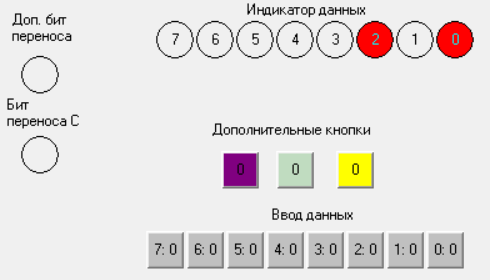 Доп. бит
переноса
Индикатор данных
7 6 5 4 3 2 1 0
Бит
переноса С
Дополнительные кнопки
0 0 0
Ввод данных
7: 0 6: 0 5: 0 4: 0 3: 0 2: 0 1: 0 0: 0